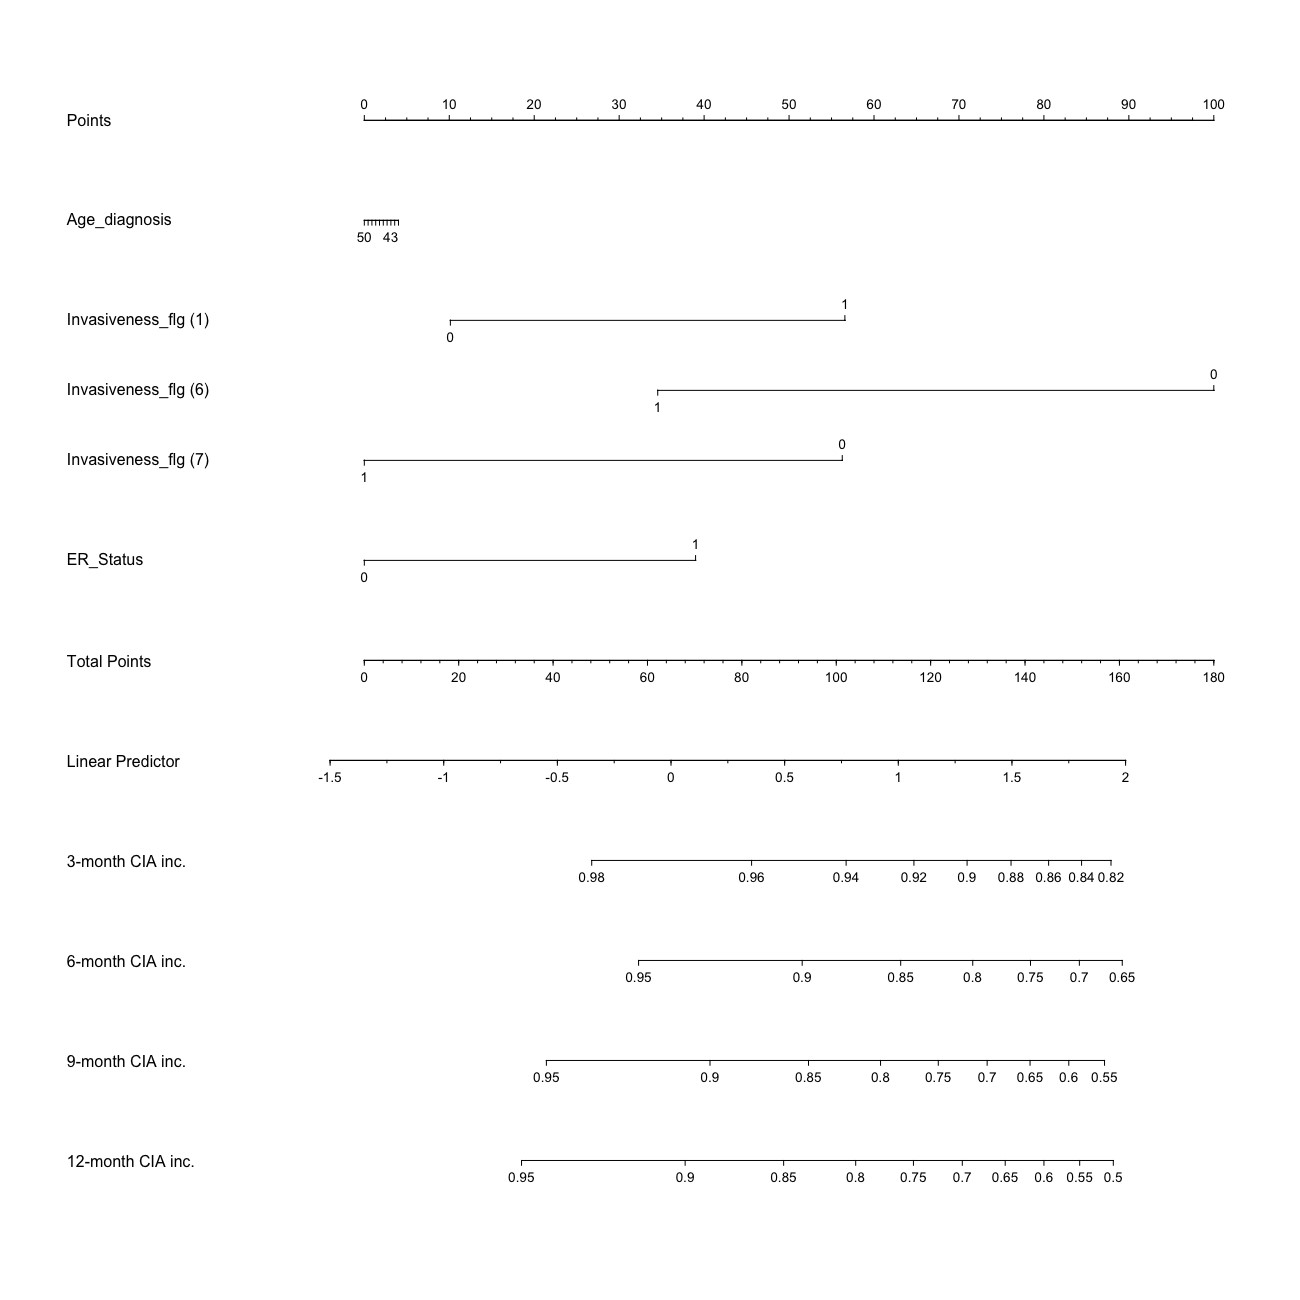 0 10 20 30 40 50 60 70 80 90 100
Points
Age_diagnosis
50 43
1
Invasiveness_flg (1)
0
0
Invasiveness_flg (6)
1
0
Invasiveness_flg (7)
1
1
ER_Status
0
Total Points
0 20 40 60 80 100 120 140 160 180
Linear Predictor
-1.5 -1 -0.5 0 0.5 1 1.5 2
3-month CIA inc.
0.98 0.96 0.94 0.92 0.9 0.88 0.86 0.84 0.82
6-month CIA inc.
0.95 0.9 0.85 0.8 0.75 0.7 0.65
9-month CIA inc.
0.95 0.9 0.85 0.8 0.75 0.7 0.65 0.6 0.55
12-month CIA inc.
0.95 0.9 0.85 0.8 0.75 0.7 0.65 0.6 0.55 0.5